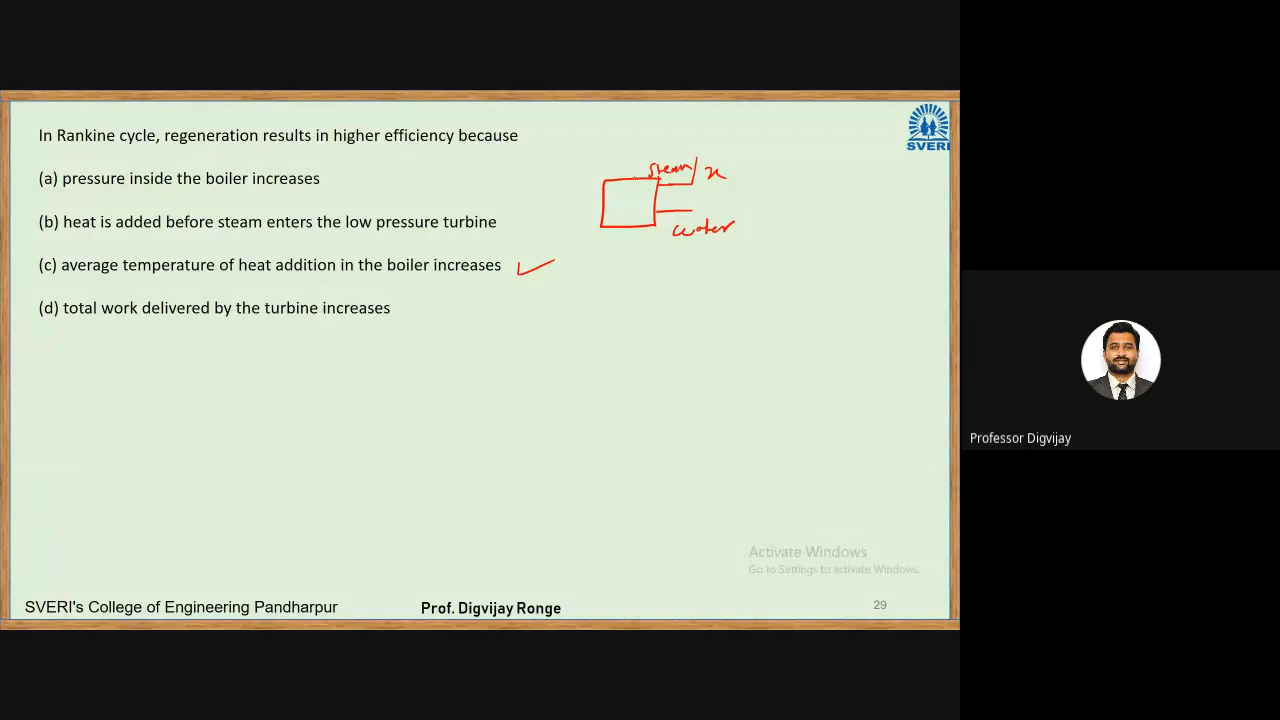 In Rankine cycle, regeneration results in higher efficiency because
(a) pressure inside the boiler increases
(b) heat is added before steam enters the low pressure turbine
(c) average temperature of heat addition in the boiler increases
(d) total work delivered by the turbine increases
SVERI
steam
x
water
Activate Windows
Go to Settings to activate Windows.
SVERI's College of Engineering Pandharpur
Prof. Digvijay Ronge
29
Professor Digvijay